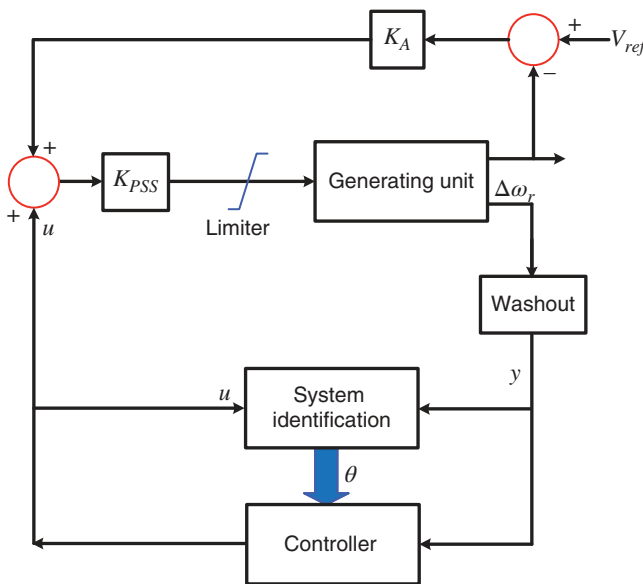 K_A
+
V_ref
−
+
K_PSS
Generating unit
Δω_r
+
u
Limiter
Washout
y
u
System
identification
θ
Controller